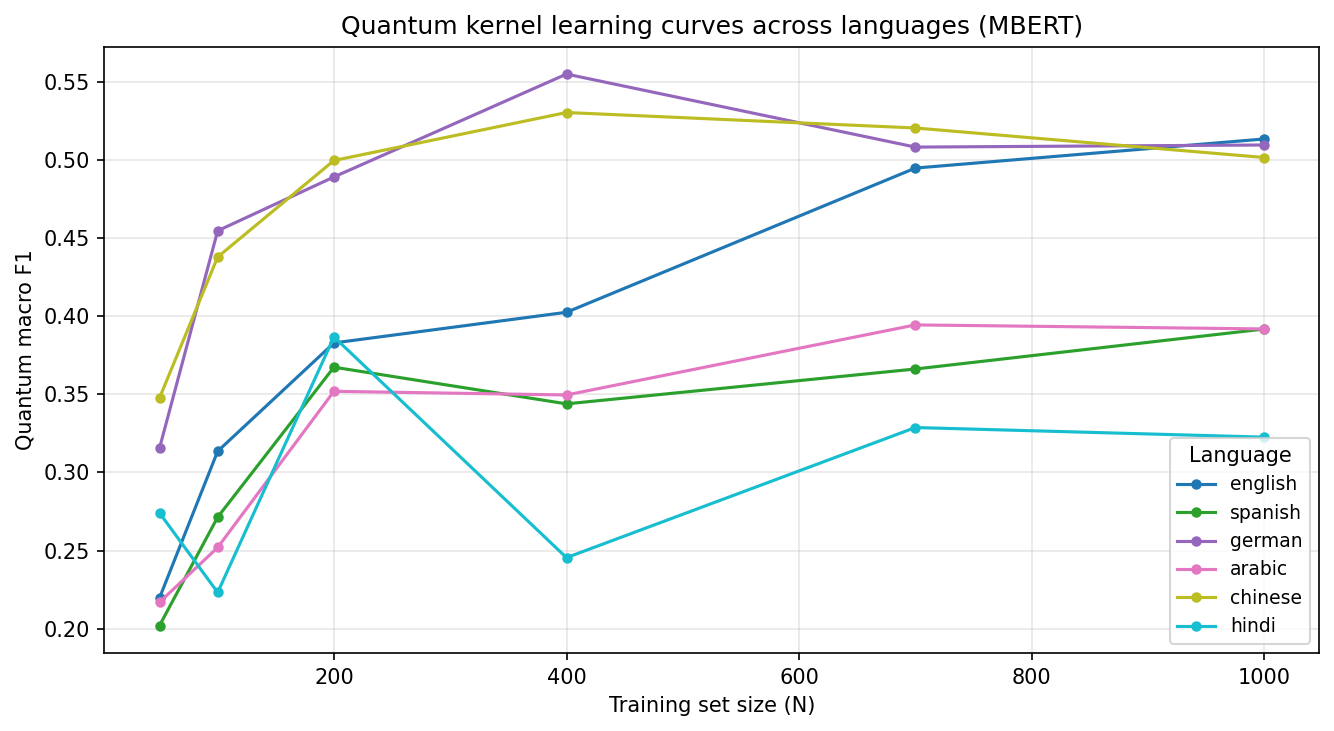 Quantum kernel learning curves across languages (MBERT)
Quantum macro F1
0.55
0.50
0.45
0.40
0.35
0.30
0.25
0.20
200
400
600
800
1000
Training set size (N)
Language
english
spanish
german
arabic
chinese
hindi